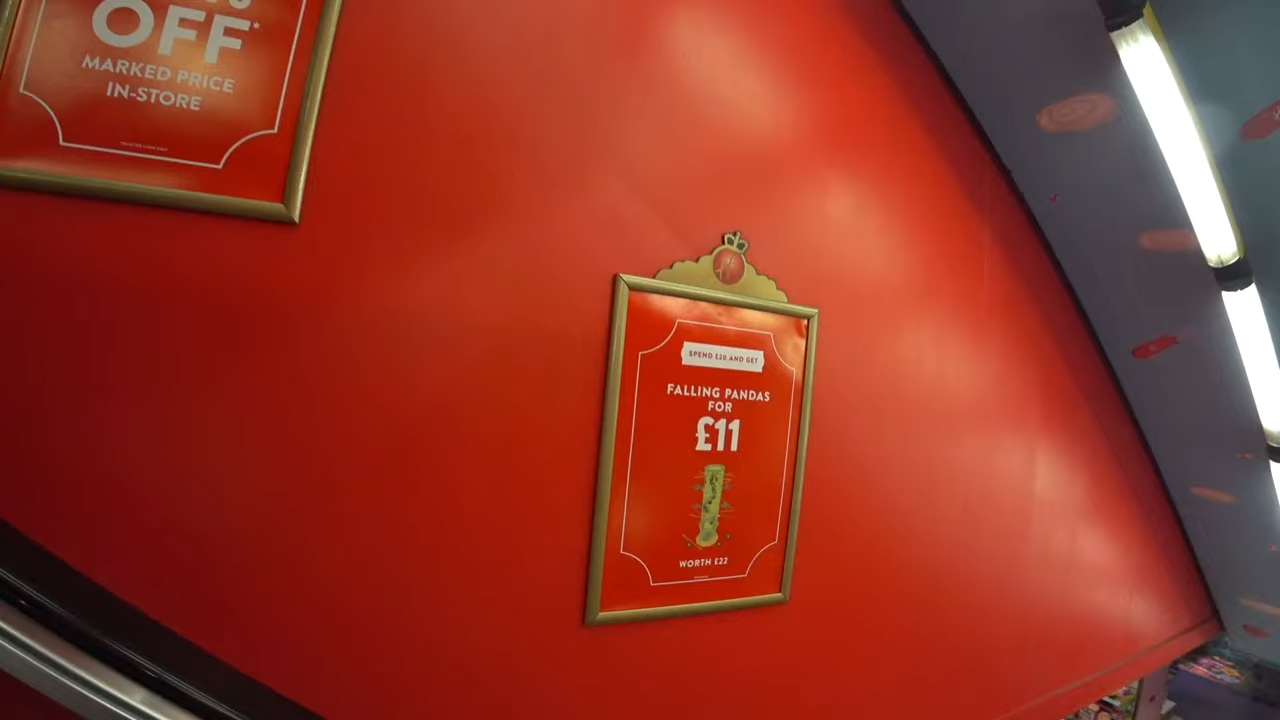 OFF*
MARKED PRICE
IN-STORE
SPEND £20 AND GET
FALLING PANDAS
FOR
£11
WORTH £22